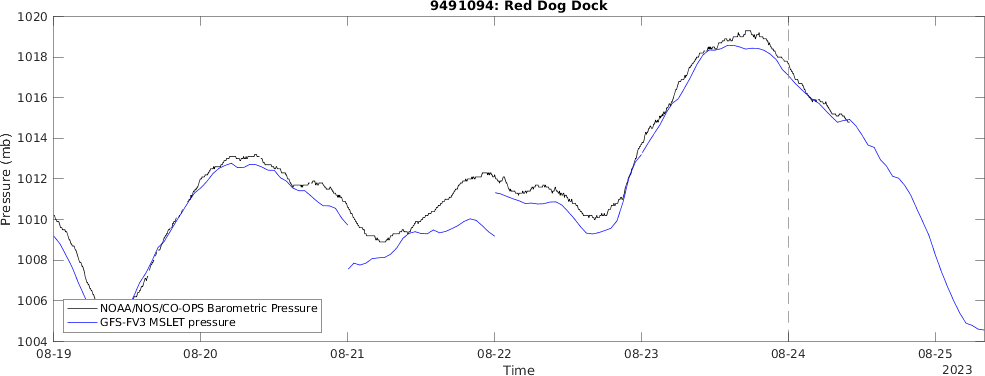 9491094: Red Dog Dock
1020
1018
1016
1014
1012
1010
1008
1006
1004
Pressure (mb)
NOAA/NOS/CO-OPS Barometric Pressure
GFS-FV3 MSLET pressure
08-19 08-20 08-21 08-22 08-23 08-24 08-25
Time
2023